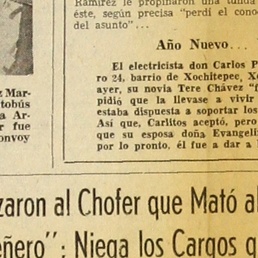 Ramírez le propinaron una tunda
éste, según precisa "perdí el cono
del asunto"...
Año Nuevo...
El electricista don Carlos P
ro 24, barrio de Xochitepec, X
ayer, su novia Tere Chávez "f
pidió que la llevase a vivir
estaba dispuesta a soportar los
Así que, Carlitos aceptó, pero
que su esposa doña Evangeli
por lo pronto, él fue a dar a l
z Mar-
tobús
a Ar-
r fue
onvoy
zaron al Chofer que Mató al
eñero"; Niega los Cargos q